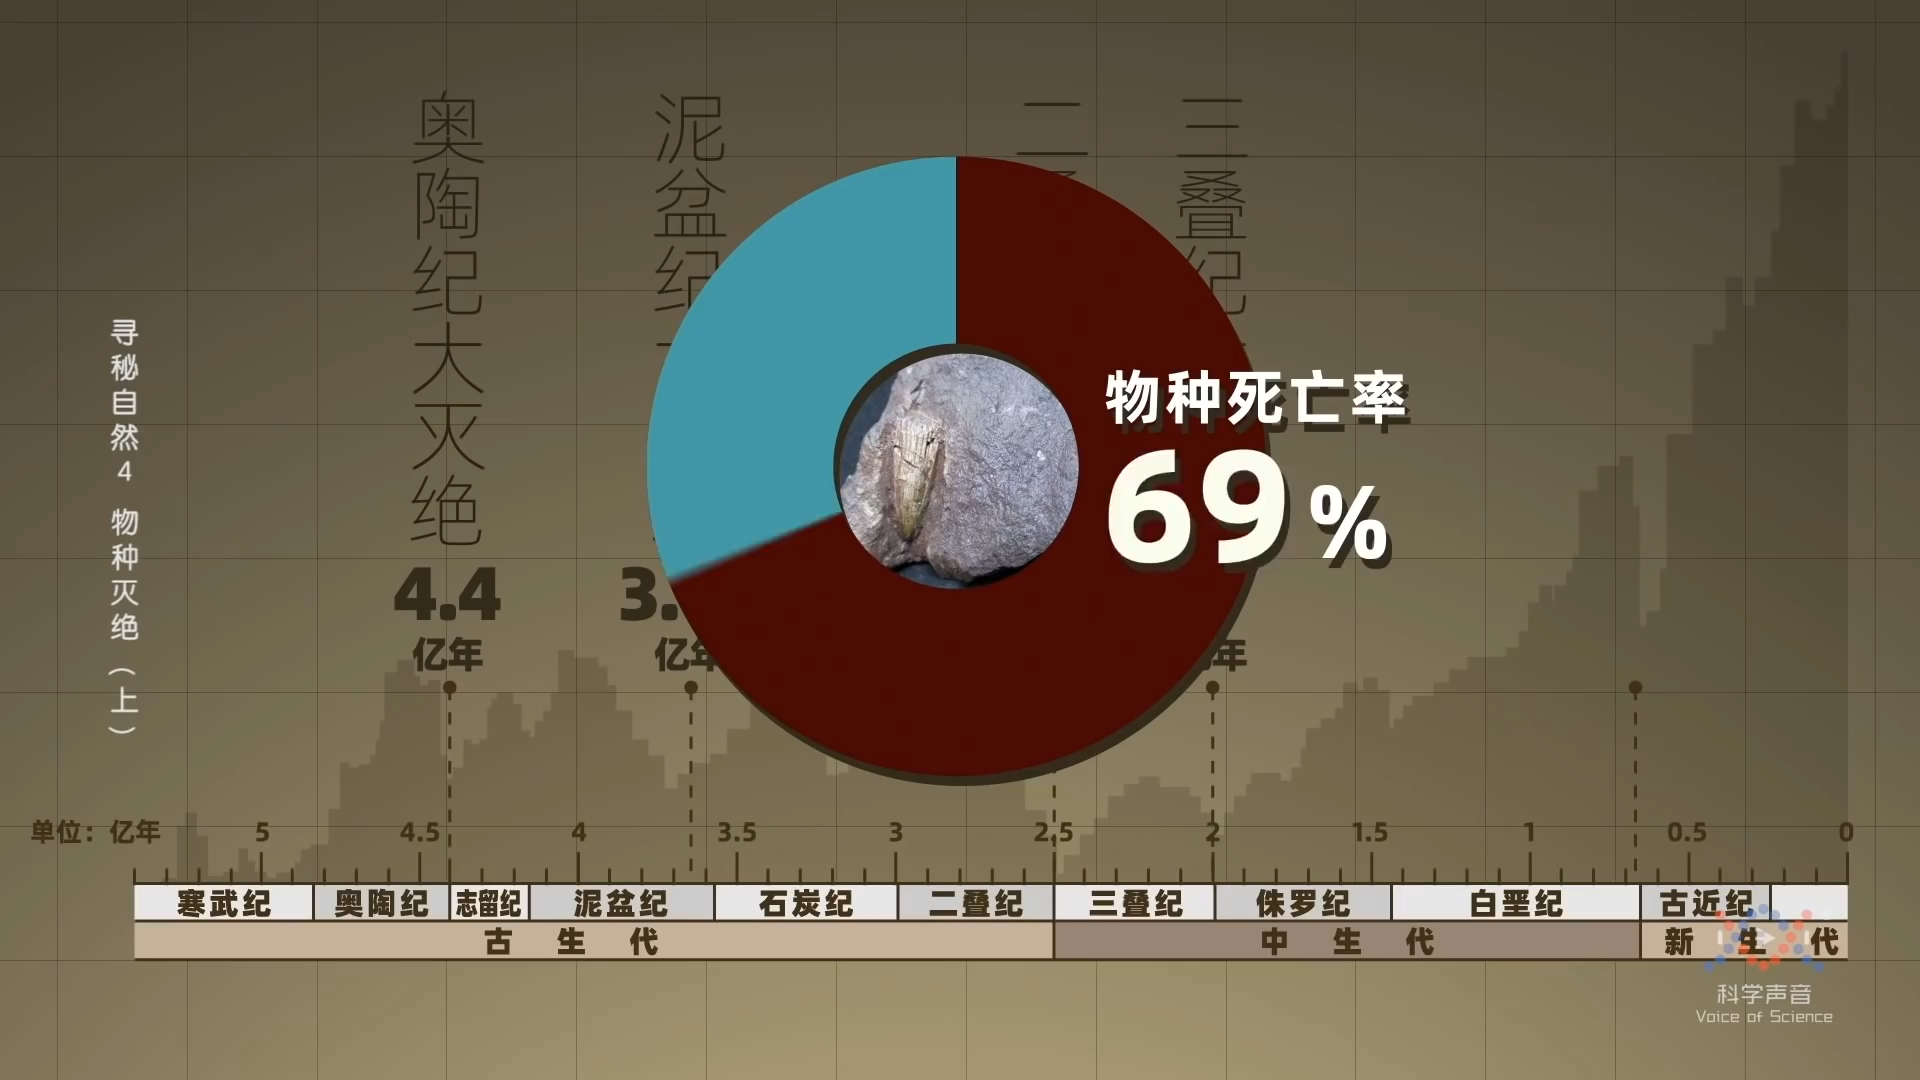 奥陶纪大灭绝
4.4
亿年
泥盆纪
3.
亿年
二
三叠纪
年
物种死亡率
69%
寻秘自然4 物种灭绝（上）
单位：亿年 5 4.5 4 3.5 3 2.5 2 1.5 1 0.5 0
寒武纪 奥陶纪 志留纪 泥盆纪 石炭纪 二叠纪 三叠纪 侏罗纪 白垩纪 古近纪
古生代 中生代 新生代
科学声音
Voice of Science